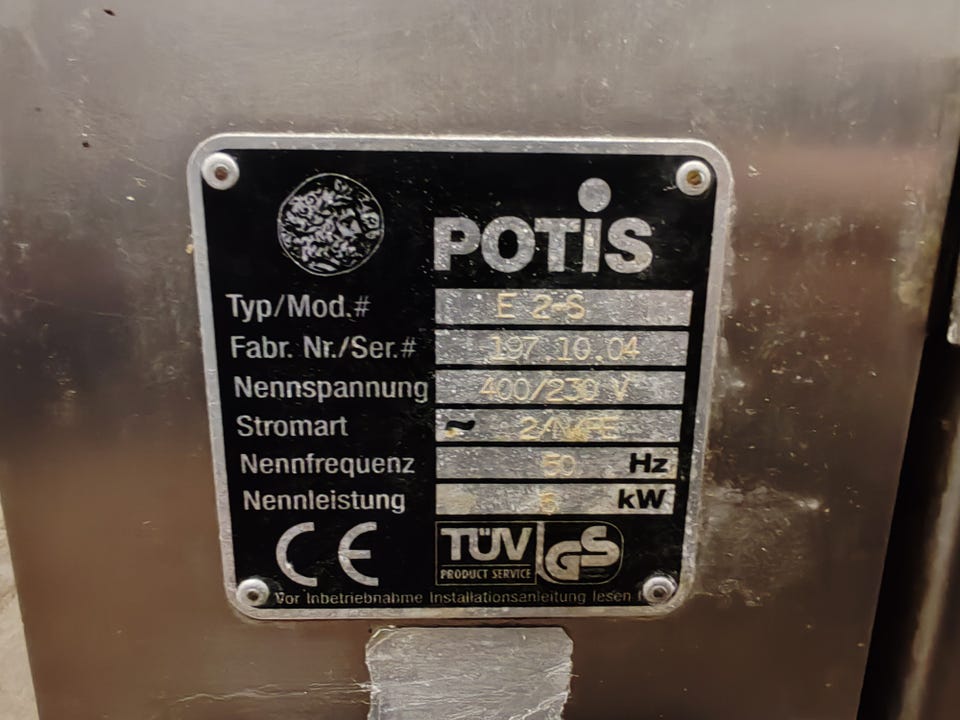 POTIS
Typ/Mod.# E 2-S
Fabr. Nr./Ser.# 197.10.04
Nennspannung 400/230 V
Stromart ~ 2/N/PE
Nennfrequenz 50 Hz
Nennleistung kW
CE TÜV GS
PRODUCT SERVICE
Vor Inbetriebnahme Installationsanleitung lesen !